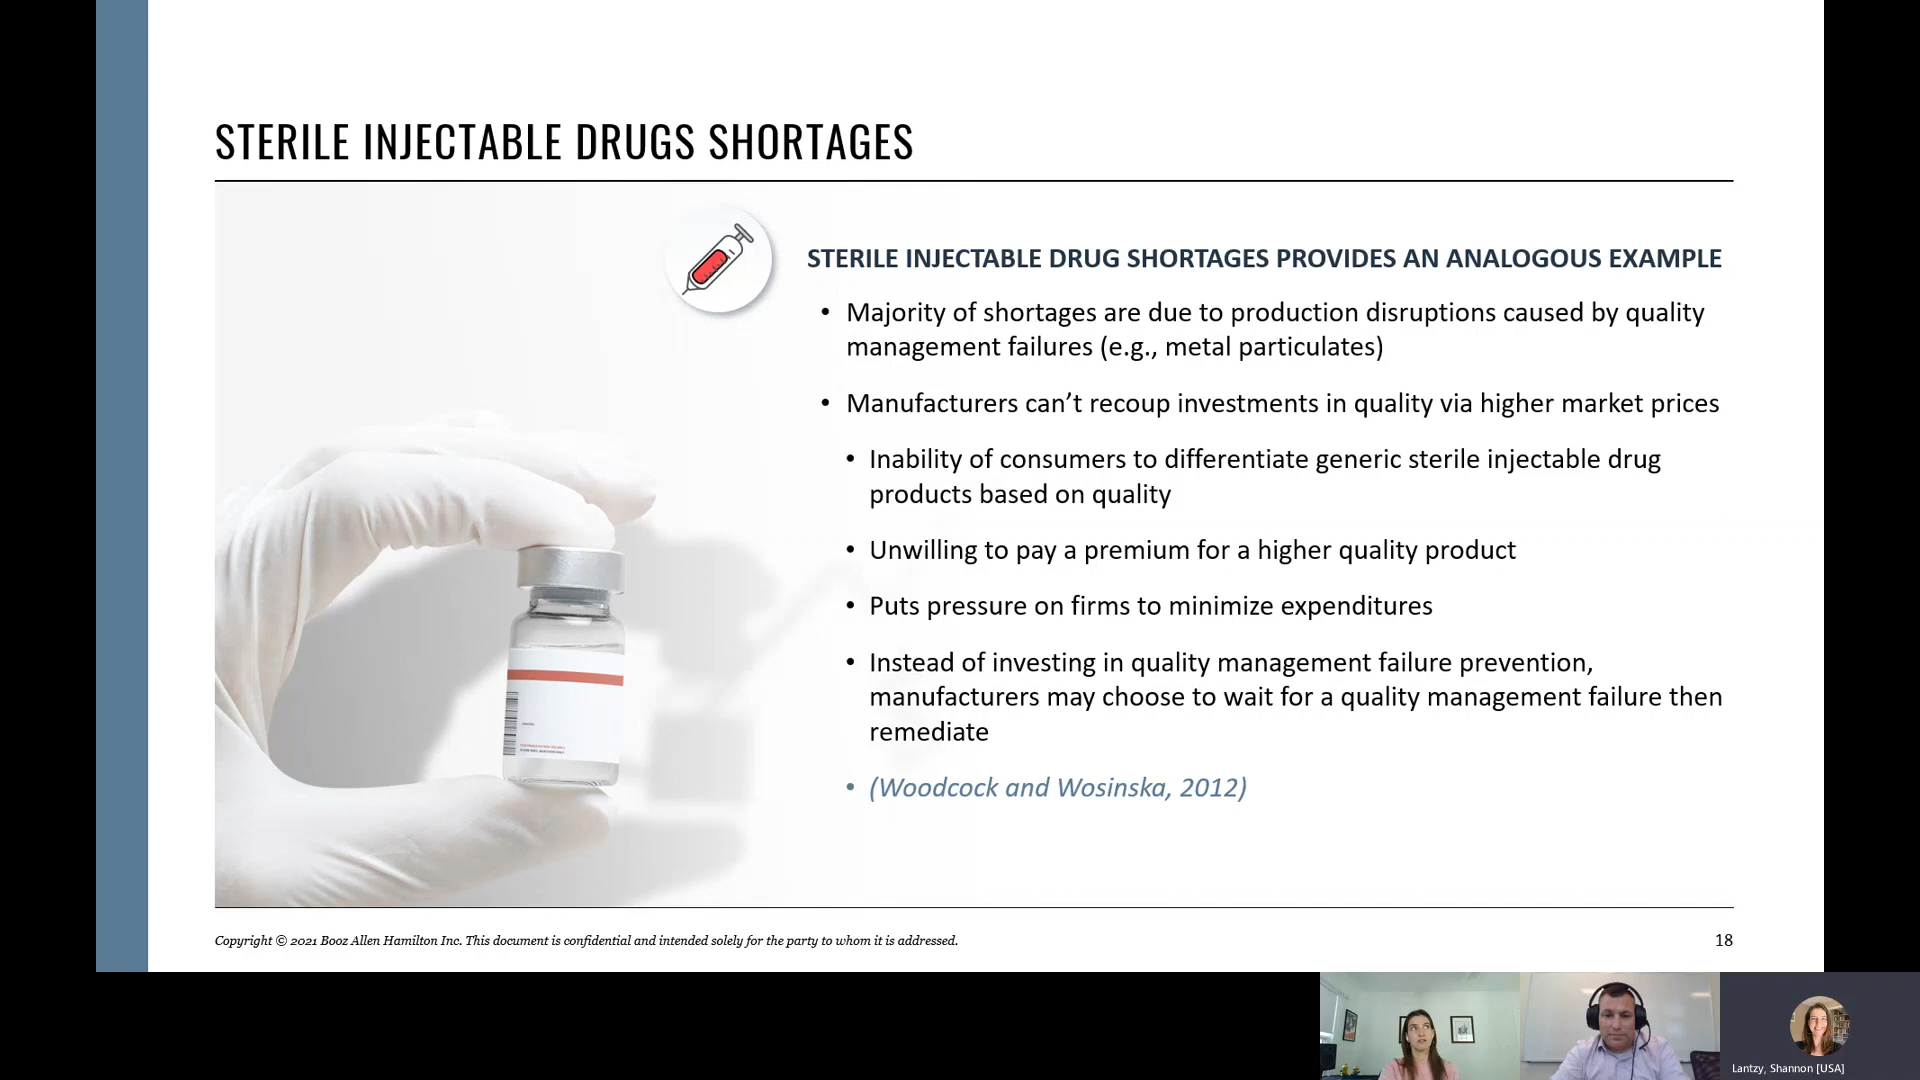 STERILE INJECTABLE DRUGS SHORTAGES
STERILE INJECTABLE DRUG SHORTAGES PROVIDES AN ANALOGOUS EXAMPLE
• Majority of shortages are due to production disruptions caused by quality
management failures (e.g., metal particulates)
• Manufacturers can’t recoup investments in quality via higher market prices
• Inability of consumers to differentiate generic sterile injectable drug
products based on quality
• Unwilling to pay a premium for a higher quality product
• Puts pressure on firms to minimize expenditures
• Instead of investing in quality management failure prevention,
manufacturers may choose to wait for a quality management failure then
remediate
• (Woodcock and Wosinska, 2012)
Copyright © 2021 Booz Allen Hamilton Inc. This document is confidential and intended solely for the party to whom it is addressed.
18
Lantzy, Shannon [USA]